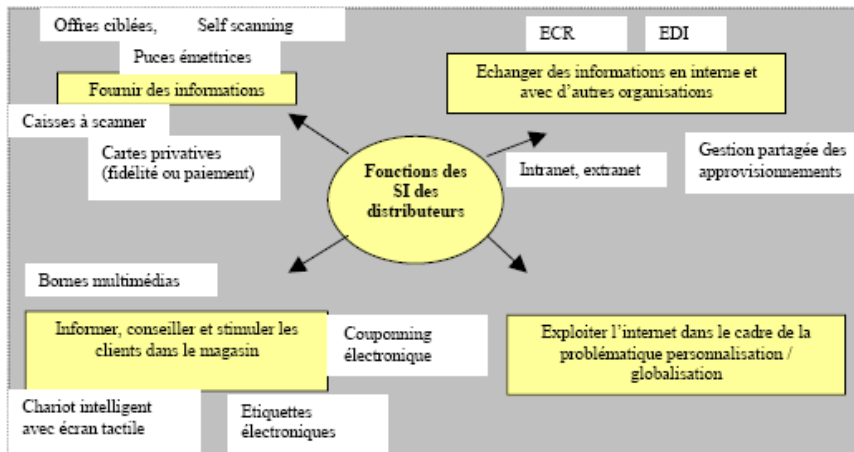 Offres ciblées, Self scanning
Puces émettrices
Fournir des informations
Caisses à scanner
Cartes privatives
(fidélité ou paiement)
ECR EDI
Echanger des informations en interne et
avec d'autres organisations
Intranet, extranet
Gestion partagée des
approvisionnements
Fonctions des
SI des
distributeurs
Bornes multimédias
Informer, conseiller et stimuler les
clients dans le magasin
Couponning
électronique
Chariot intelligent
avec écran tactile
Etiquettes
électroniques
Exploiter l'internet dans le cadre de la
problématique personnalisation /
globalisation